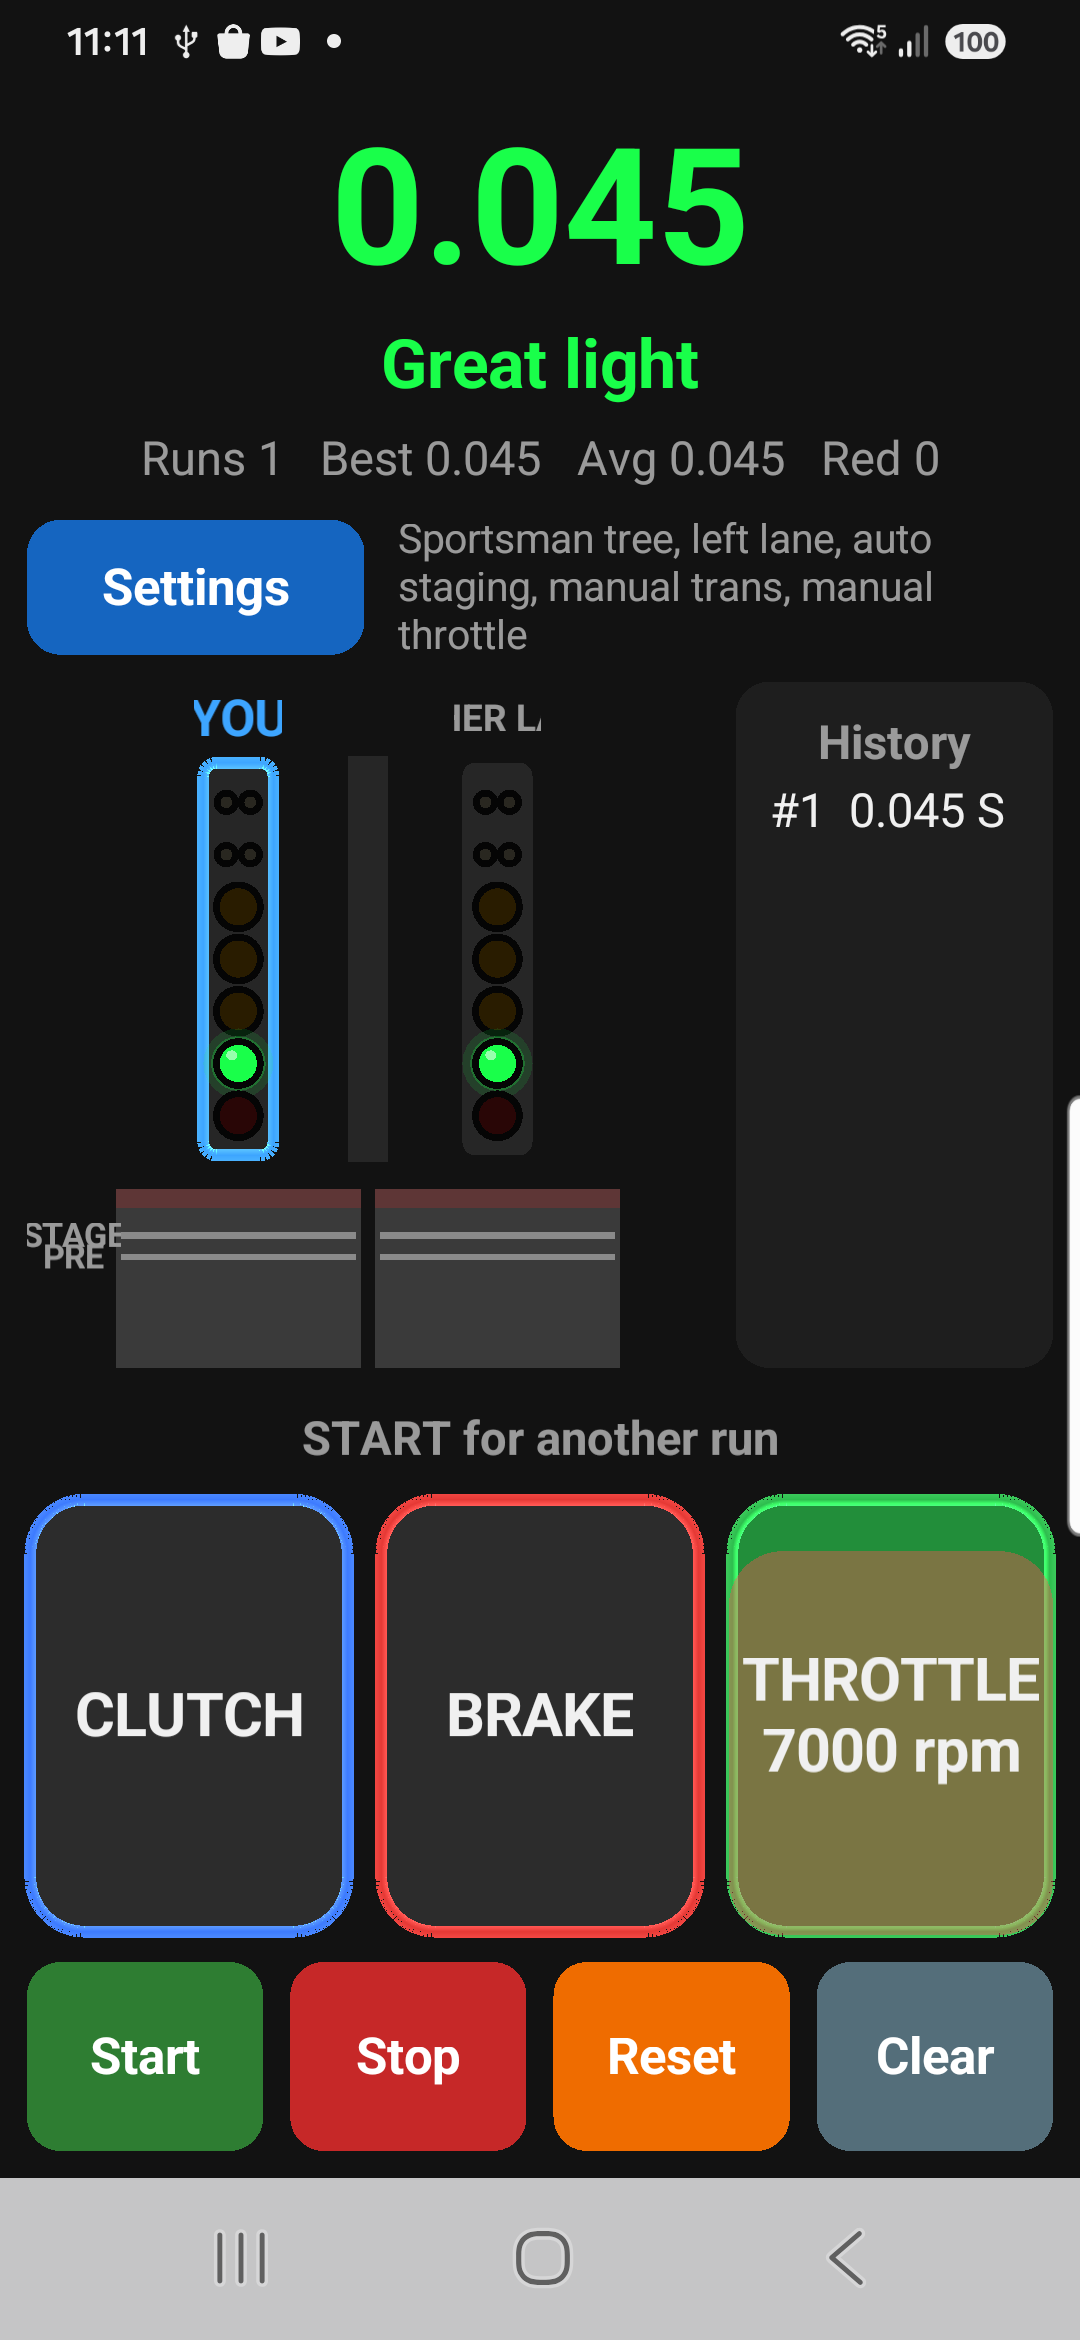 11:11
5
100
0.045
Great light
Runs 1 Best 0.045 Avg 0.045 Red 0
Settings
Sportsman tree, left lane, auto
staging, manual trans, manual
throttle
YOU
IER LA
History
#1 0.045 S
STAGE
PRE
START for another run
CLUTCH
BRAKE
THROTTLE
7000 rpm
Start
Stop
Reset
Clear